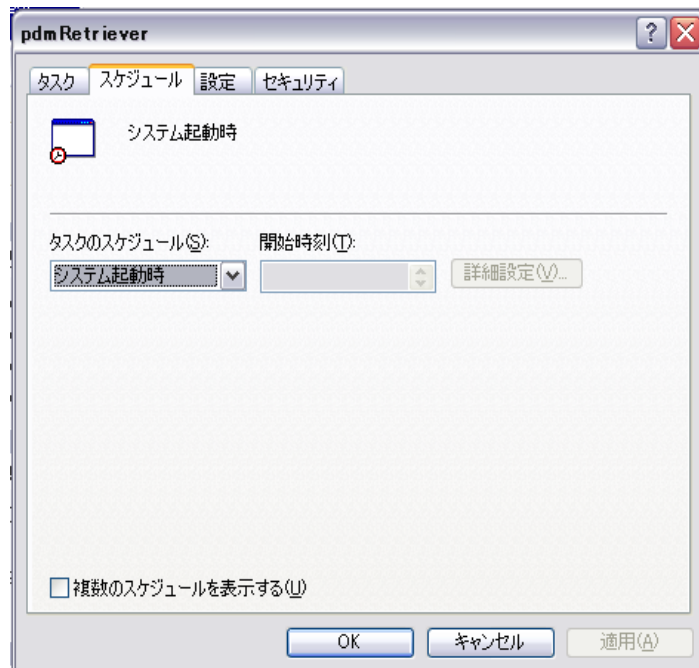 pdmRetriever
タスク スケジュール 設定 セキュリティ
システム起動時
タスクのスケジュール(S): 開始時刻(T):
システム起動時 詳細設定(V)...
複数のスケジュールを表示する(U)
OK キャンセル 適用(A)